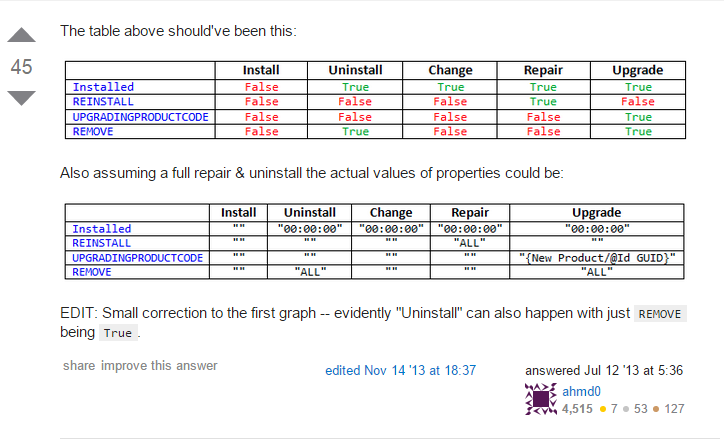 The table above should've been this:
45
Install Uninstall Change Repair Upgrade
Installed False True True True True
REINSTALL False False False True False
UPGRADINGPRODUCTCODE False False False False True
REMOVE False True False False True
Also assuming a full repair & uninstall the actual values of properties could be:
Install Uninstall Change Repair Upgrade
Installed "" "00:00:00" "00:00:00" "00:00:00" "00:00:00"
REINSTALL "" "" "" "ALL" ""
UPGRADINGPRODUCTCODE "" "" "" "" "{New Product/@Id GUID}"
REMOVE "" "ALL" "" "" "ALL"
EDIT: Small correction to the first graph -- evidently "Uninstall" can also happen with just REMOVE
being True .
share improve this answer
edited Nov 14 '13 at 18:37
answered Jul 12 '13 at 5:36
ahmd0
4,515 7 53 127